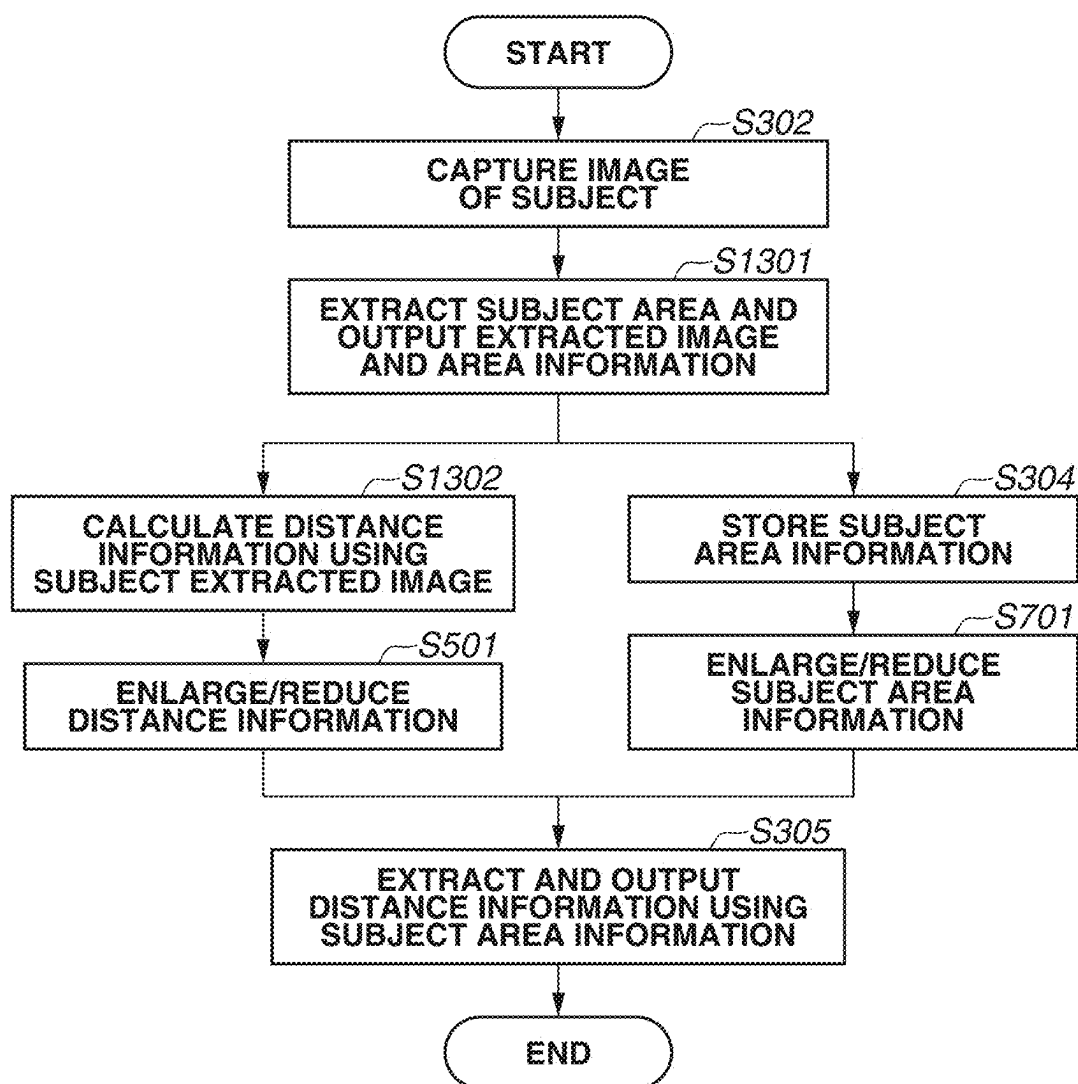 START
S302
CAPTURE IMAGE
OF SUBJECT
S1301
EXTRACT SUBJECT AREA AND
OUTPUT EXTRACTED IMAGE
AND AREA INFORMATION
S1302
CALCULATE DISTANCE
INFORMATION USING
SUBJECT EXTRACTED IMAGE
S304
STORE SUBJECT
AREA INFORMATION
S501
ENLARGE/REDUCE
DISTANCE INFORMATION
S701
ENLARGE/REDUCE
SUBJECT AREA
INFORMATION
S305
EXTRACT AND OUTPUT
DISTANCE INFORMATION USING
SUBJECT AREA INFORMATION
END